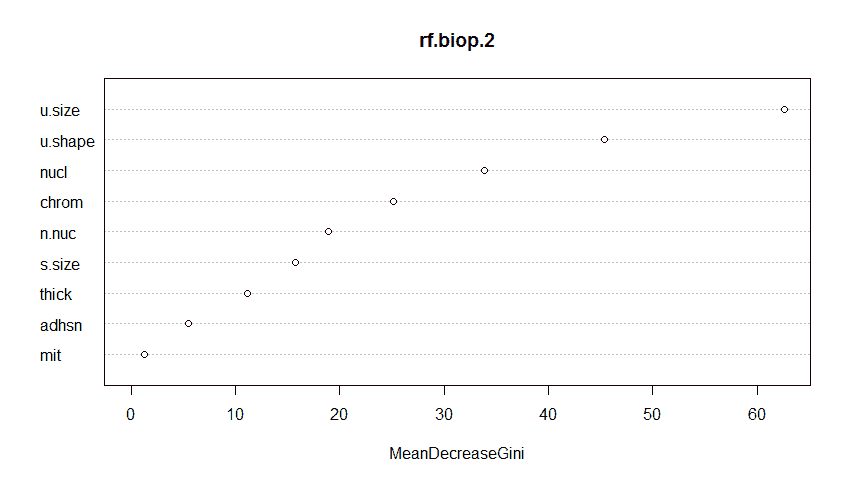 rf.biop.2
u.size
u.shape
nucl
chrom
n.nuc
s.size
thick
adhsn
mit
0 10 20 30 40 50 60
MeanDecreaseGini